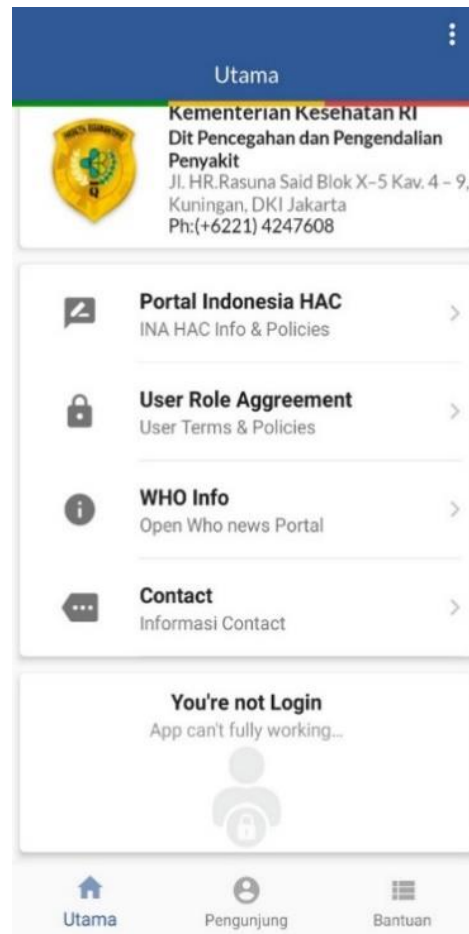 Utama
Kementerian Kesehatan RI
Dit Pencegahan dan Pengendalian
Penyakit
Jl. HR.Rasuna Said Blok X-5 Kav. 4 - 9,
Kuningan, DKI Jakarta
Ph:(+6221) 4247608
Portal Indonesia HAC
INA HAC Info & Policies
User Role Aggreement
User Terms & Policies
WHO Info
Open Who news Portal
Contact
Informasi Contact
You're not Login
App can't fully working...
Utama
Pengunjung
Bantuan